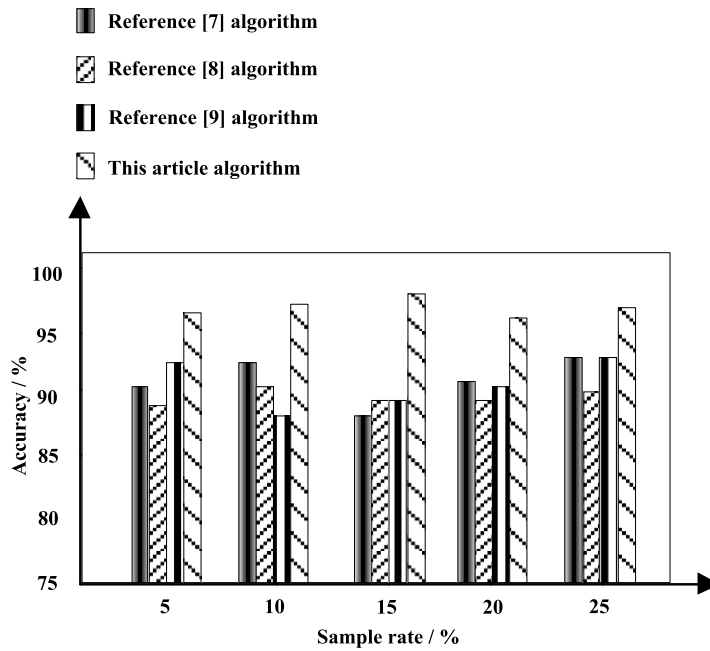 Reference [7] algorithm
Reference [8] algorithm
Reference [9] algorithm
This article algorithm
100
95
90
85
80
75
Accuracy / %
5 10 15 20 25
Sample rate / %